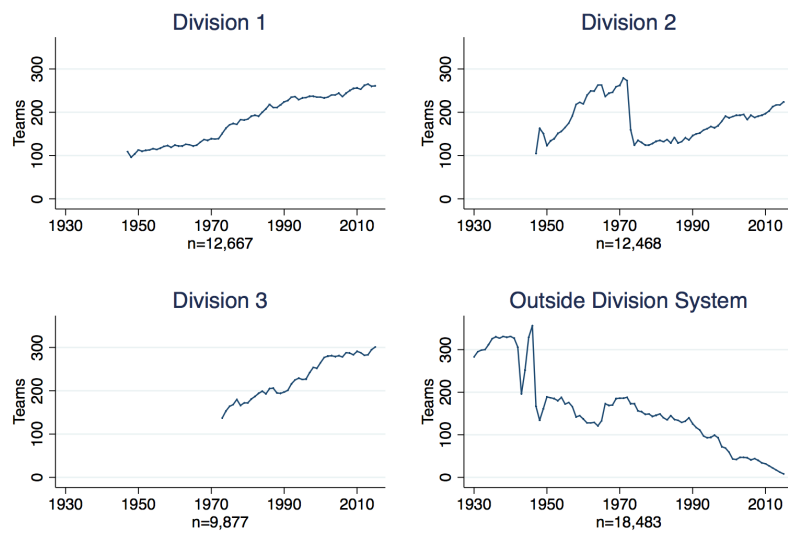 Division 1
Teams
0 100 200 300
1930 1950 1970 1990 2010
n=12,667
Division 2
Teams
0 100 200 300
1930 1950 1970 1990 2010
n=12,468
Division 3
Teams
0 100 200 300
1930 1950 1970 1990 2010
n=9,877
Outside Division System
Teams
0 100 200 300
1930 1950 1970 1990 2010
n=18,483